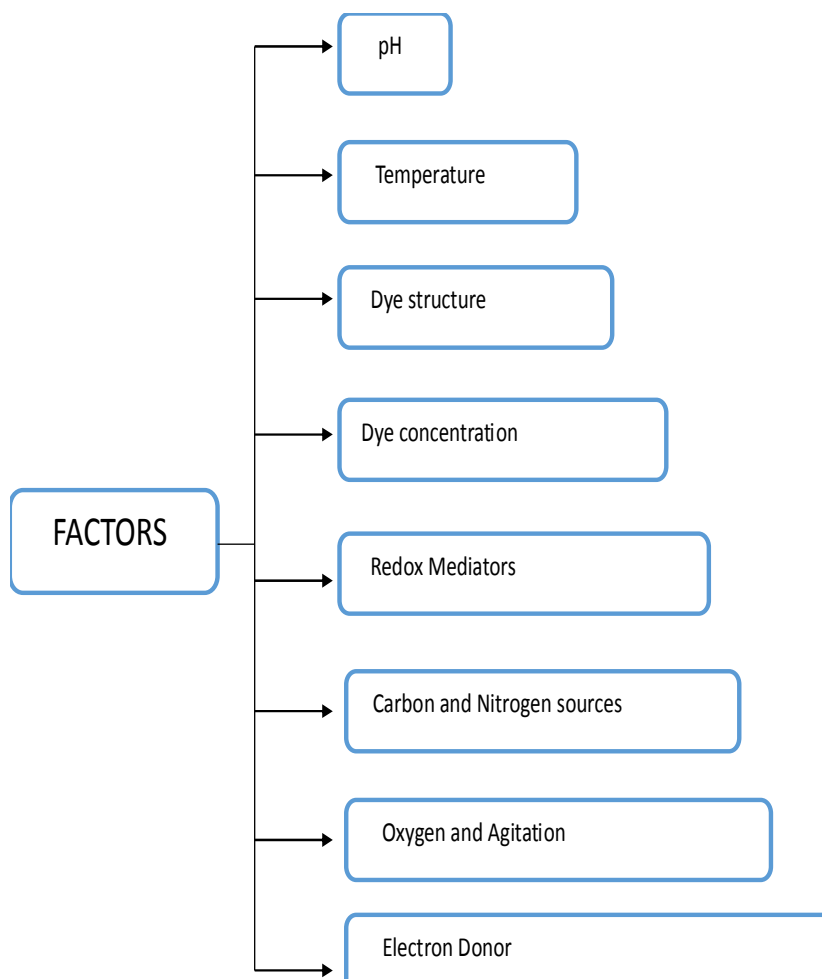 pH
Temperature
Dye structure
Dye concentration
FACTORS
Redox Mediators
Carbon and Nitrogen sources
Oxygen and Agitation
Electron Donor